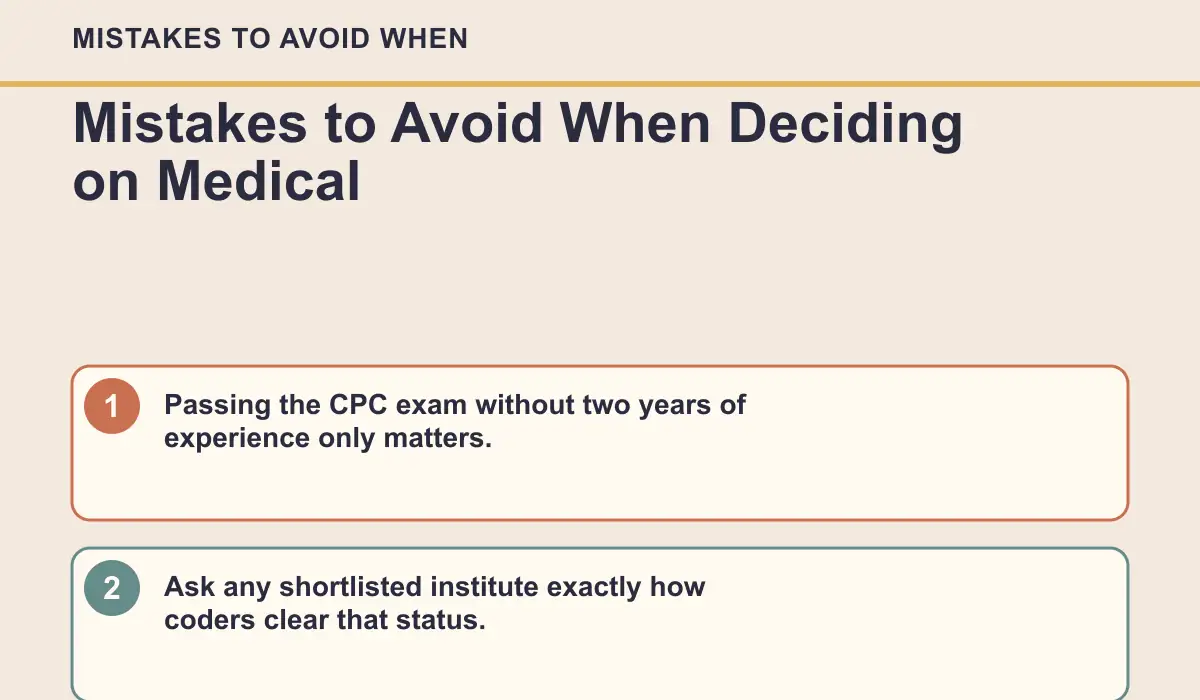 MISTAKES TO AVOID WHEN
Mistakes to Avoid When Deciding
on Medical
1
Passing the CPC exam without two years of
experience only matters.
2
Ask any shortlisted institute exactly how
coders clear that status.